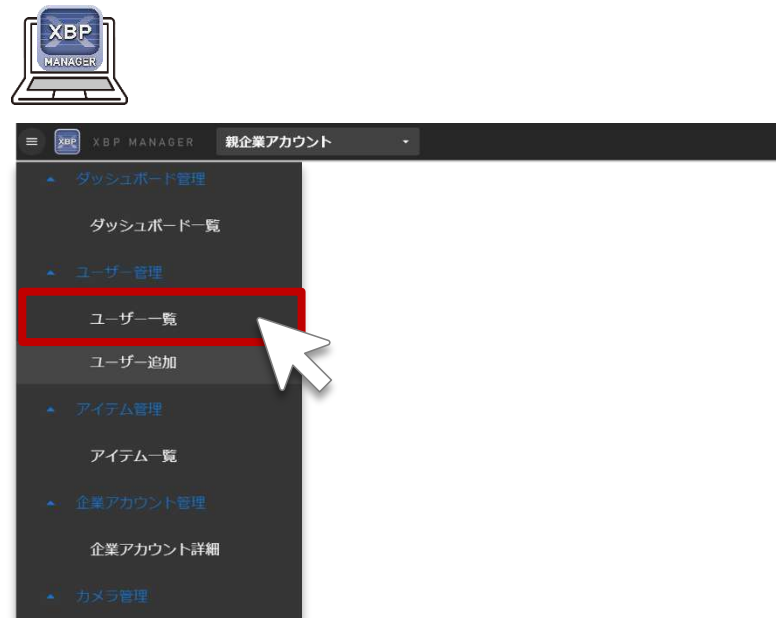 XBP
MANAGER
XBP XBP MANAGER 親企業アカウント
ダッシュボード管理
ダッシュボード一覧
ユーザー管理
ユーザー一覧
ユーザー追加
アイテム管理
アイテム一覧
企業アカウント管理
企業アカウント詳細
カメラ管理